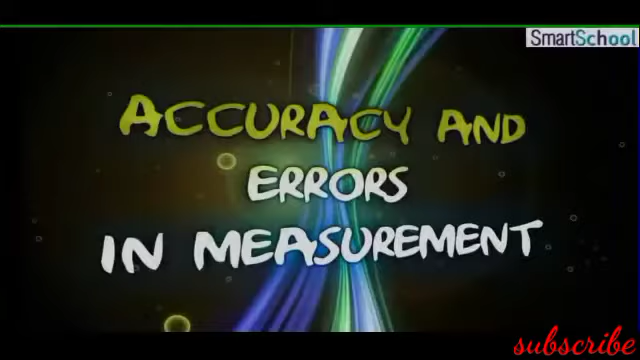 SmartSchool
ACCURACY AND
ERRORS
IN MEASUREMENT
subscribe